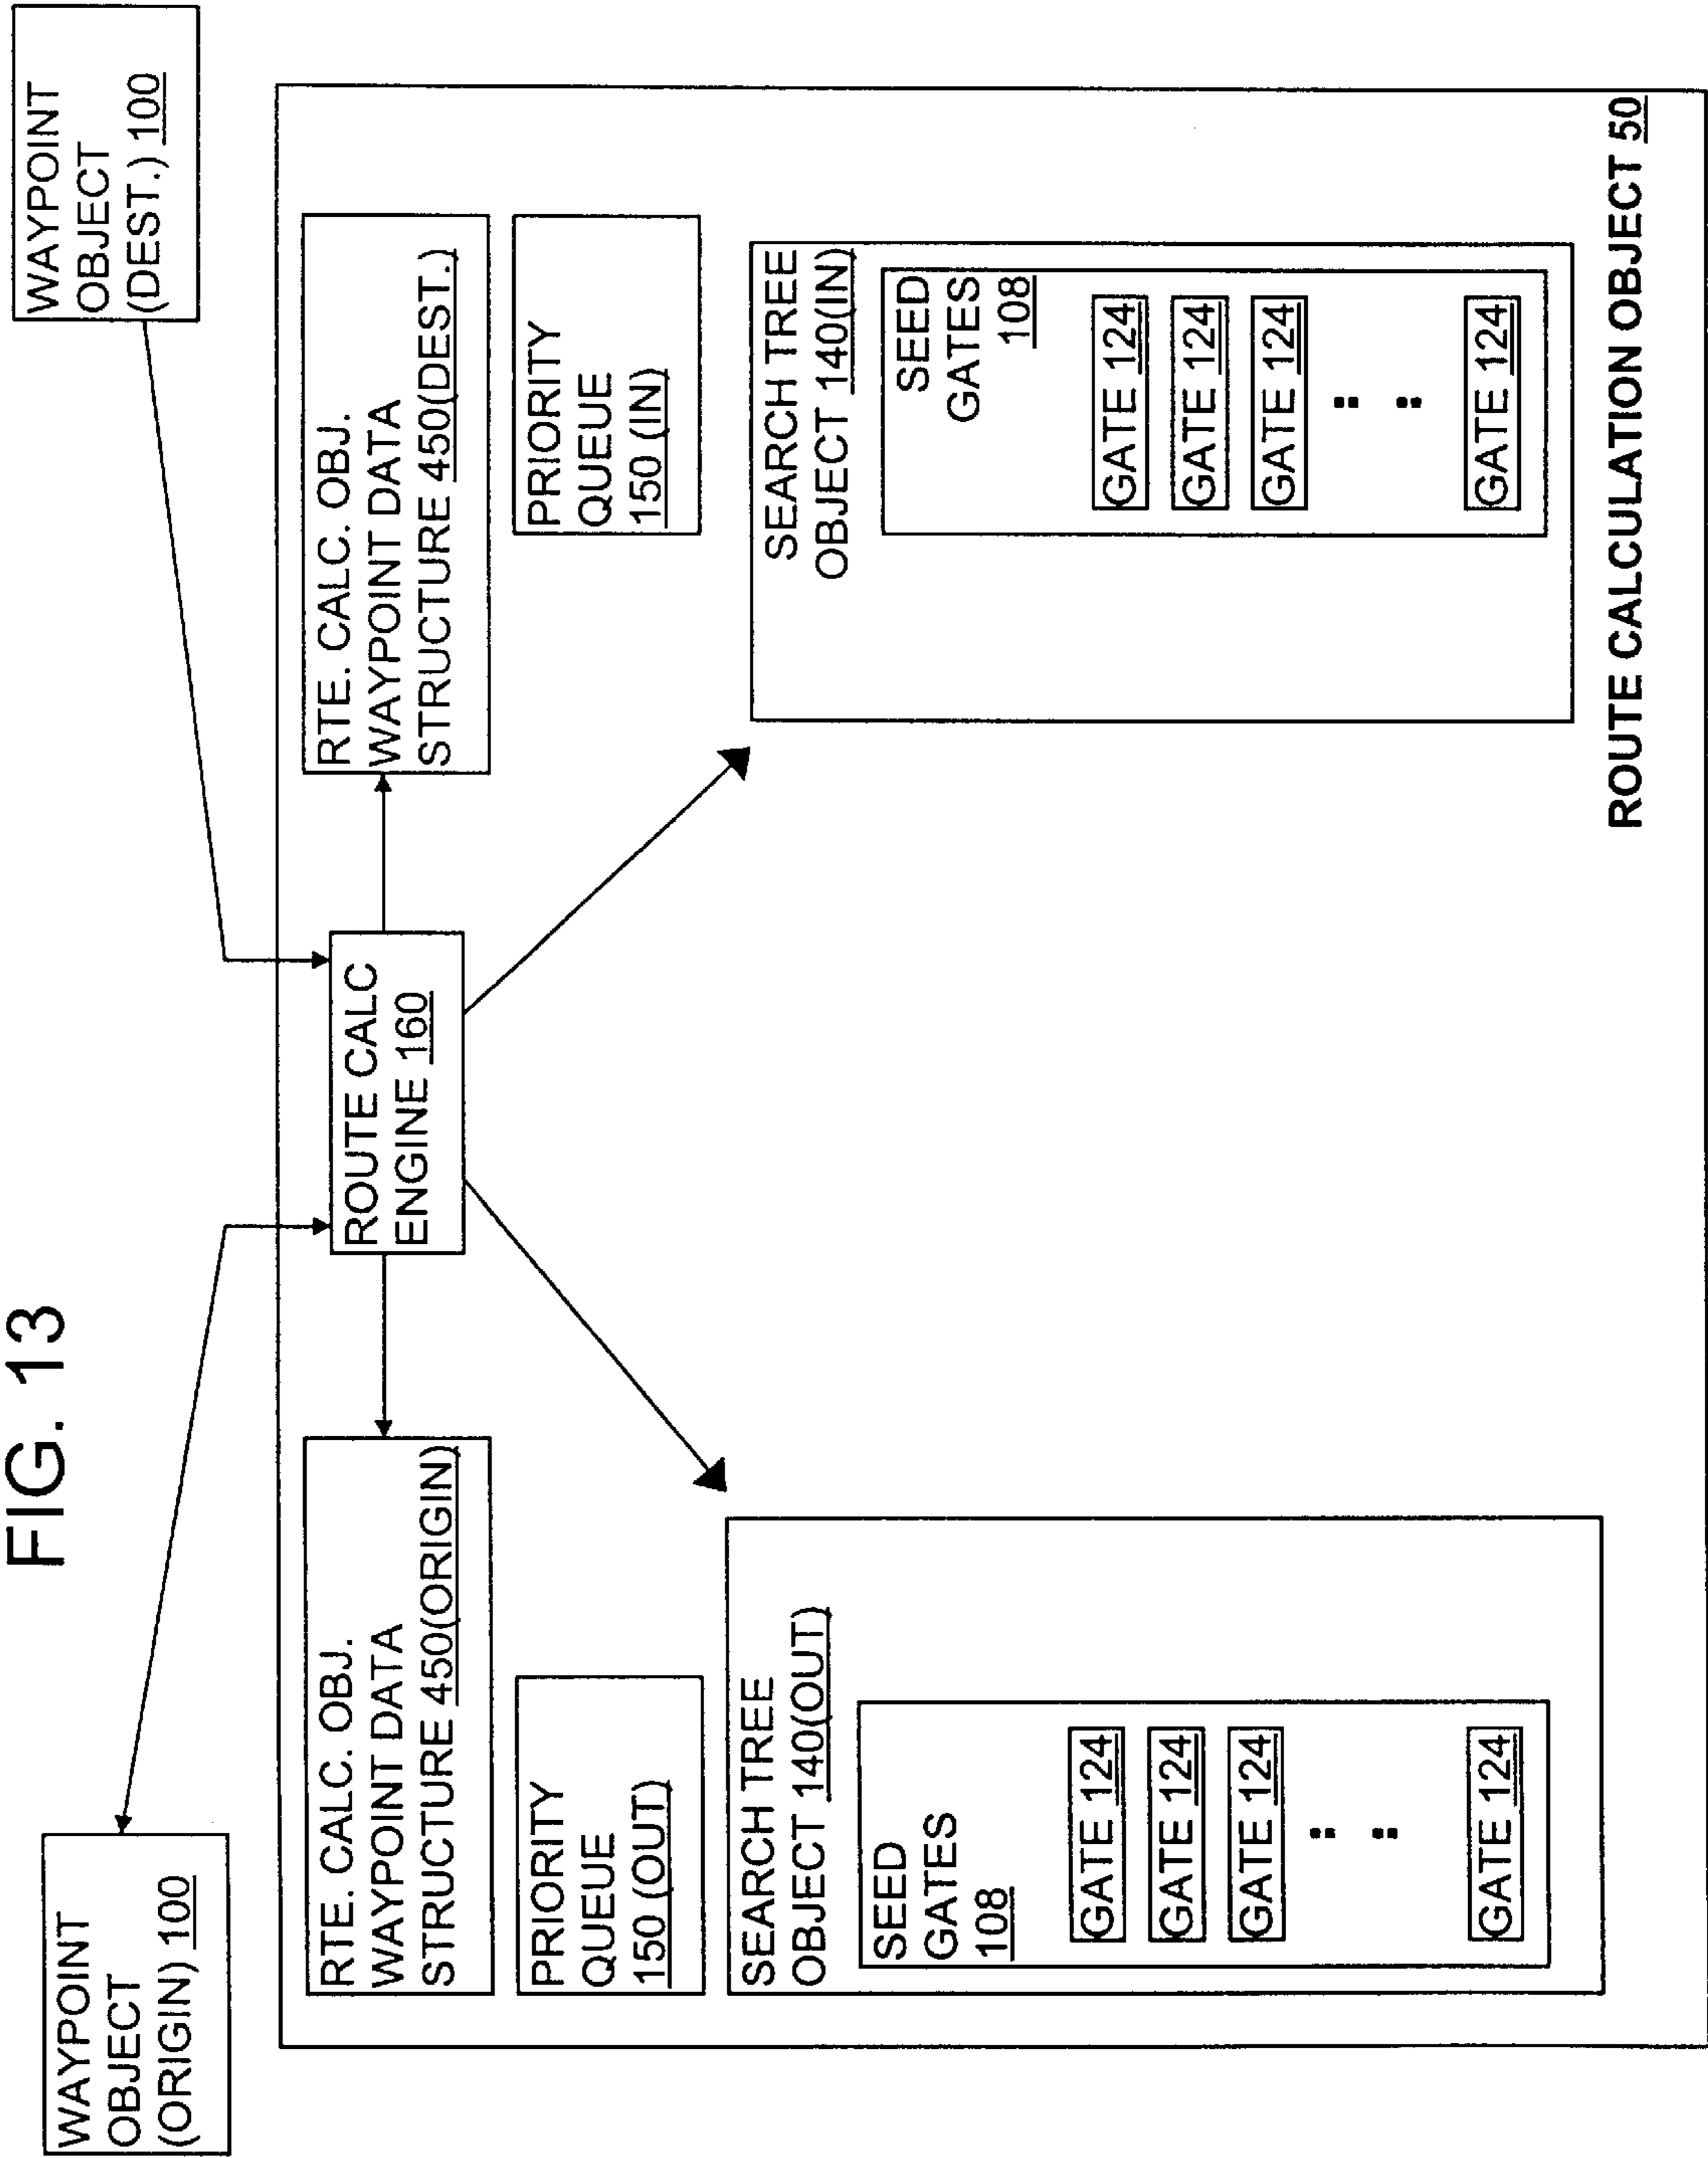 FIG. 13
WAYPOINT
OBJECT
(ORIGIN) 100
WAYPOINT
OBJECT
(DEST.) 100
RTE. CALC. OBJ.
WAYPOINT DATA
STRUCTURE 450(ORIGIN)
ROUTE CALC
ENGINE 160
RTE. CALC. OBJ.
WAYPOINT DATA
STRUCTURE 450(DEST.)
PRIORITY
QUEUE
150 (OUT)
PRIORITY
QUEUE
150 (IN)
SEARCH TREE
OBJECT 140(OUT)
SEED
GATES
108
GATE 124
GATE 124
GATE 124
GATE 124
SEARCH TREE
OBJECT 140(IN)
SEED
GATES
108
GATE 124
GATE 124
GATE 124
GATE 124
ROUTE CALCULATION OBJECT 50